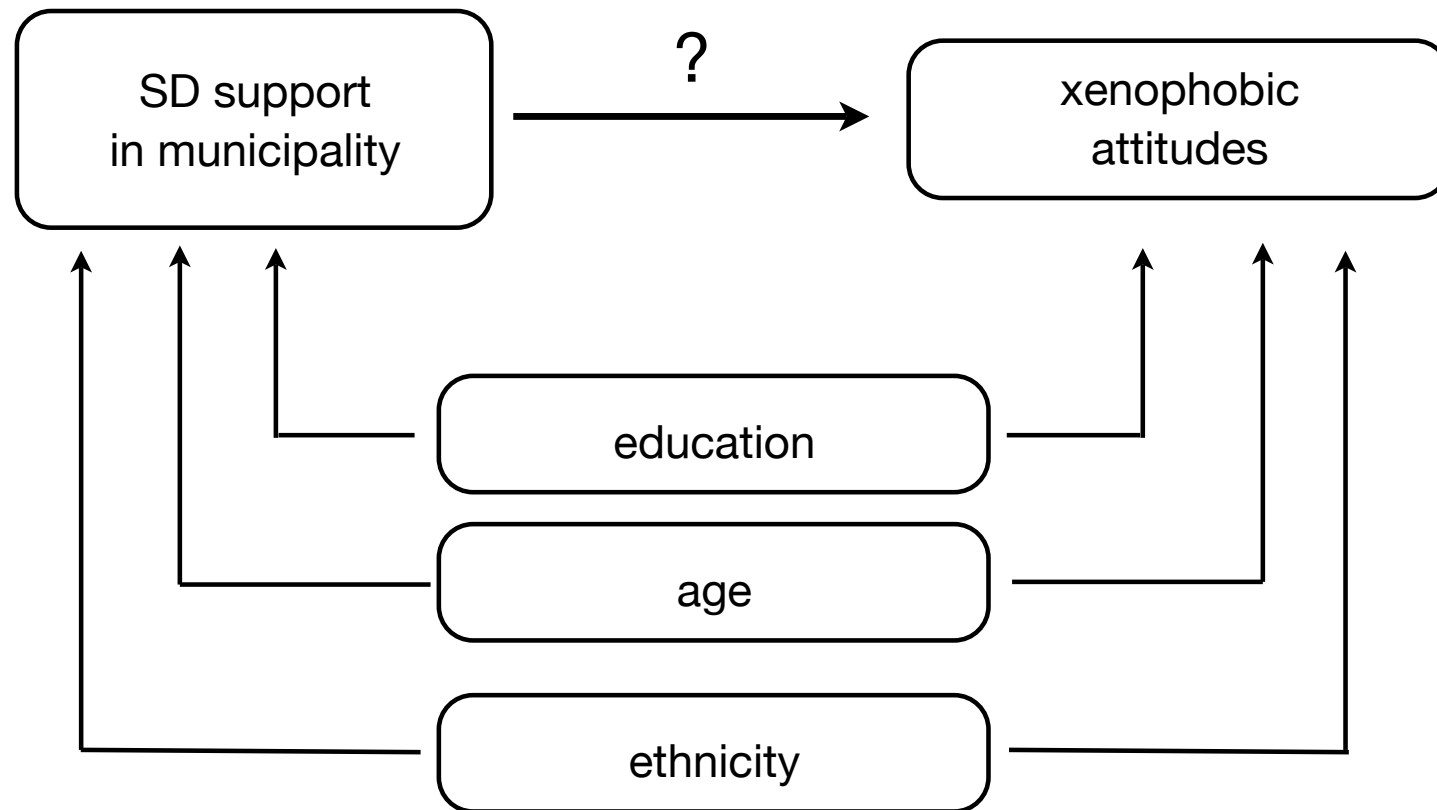 SD support
in municipality
?
xenophobic
attitudes
education
age
ethnicity